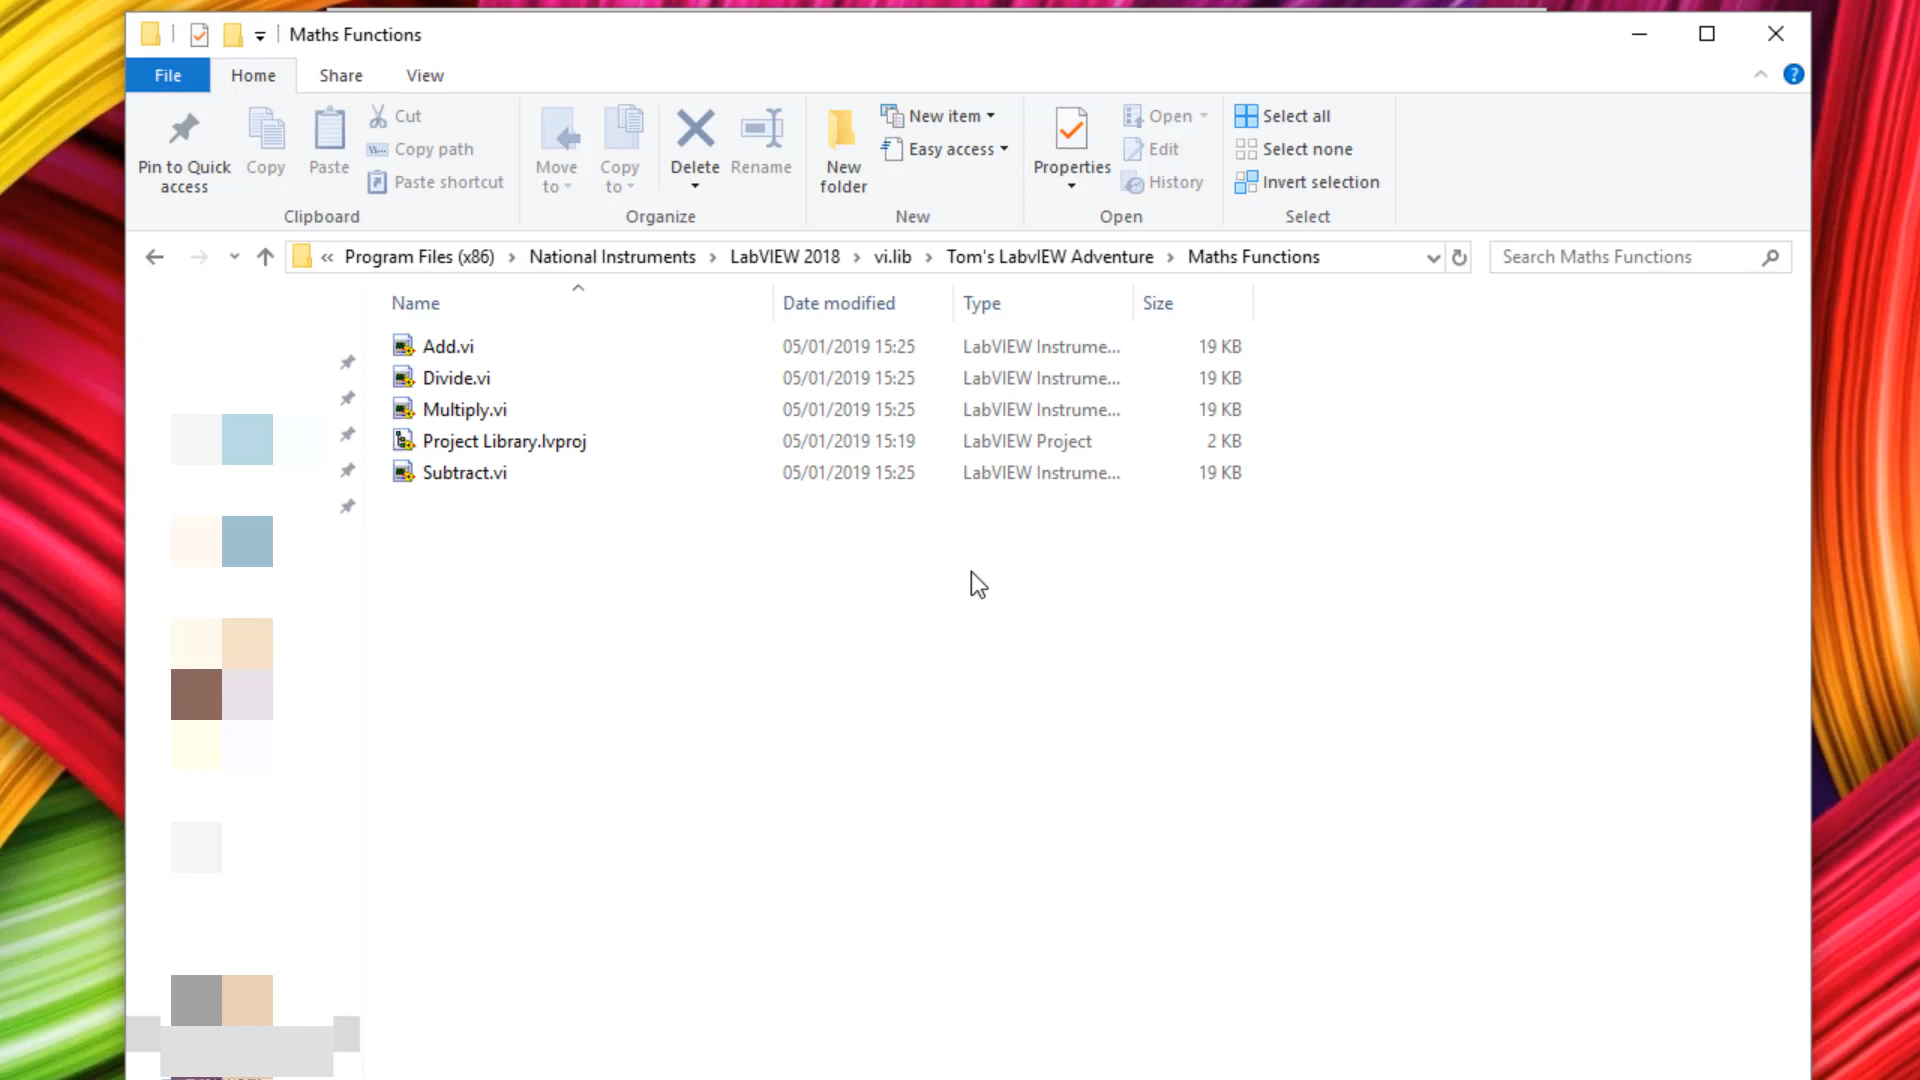 Maths Functions
File Home Share View
Pin to Quick access
Copy
Paste
Cut
Copy path
Paste shortcut
Clipboard
Move to
Copy to
Delete
Rename
Organize
New folder
New item
Easy access
New
Properties
Open
Edit
History
Open
Select all
Select none
Invert selection
Select
« Program Files (x86) › National Instruments › LabVIEW 2018 › vi.lib › Tom's LabvIEW Adventure › Maths Functions
Search Maths Functions
Name Date modified Type Size
Add.vi 05/01/2019 15:25 LabVIEW Instrume... 19 KB
Divide.vi 05/01/2019 15:25 LabVIEW Instrume... 19 KB
Multiply.vi 05/01/2019 15:25 LabVIEW Instrume... 19 KB
Project Library.lvproj 05/01/2019 15:19 LabVIEW Project 2 KB
Subtract.vi 05/01/2019 15:25 LabVIEW Instrume... 19 KB